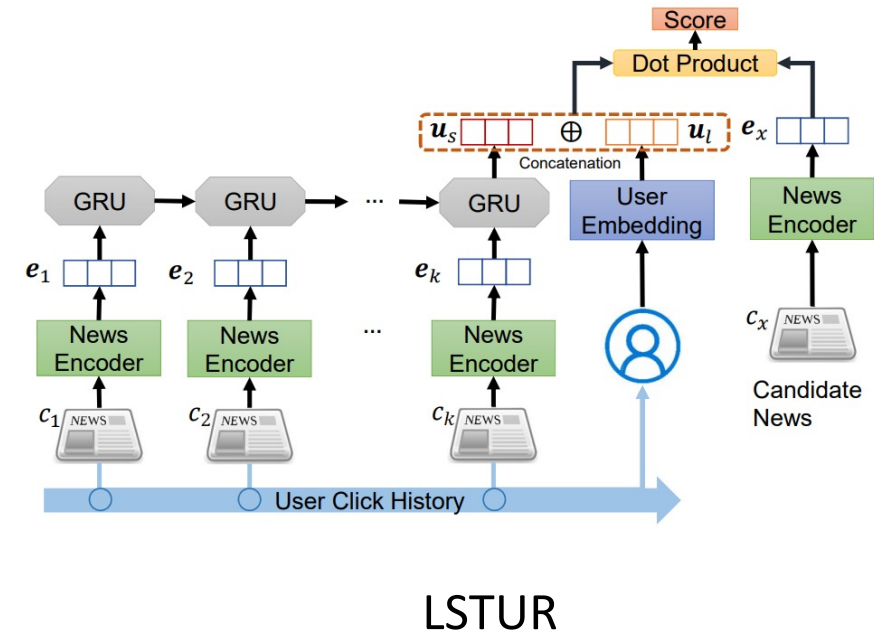 Score
Dot Product
u_s ⊕ u_l
e_x
Concatenation
GRU
GRU
...
GRU
User
Embedding
News
Encoder
e_1
e_2
e_k
News
Encoder
News
Encoder
...
News
Encoder
c_x
NEWS
c_1
NEWS
c_2
NEWS
c_k
NEWS
Candidate
News
User Click History
LSTUR